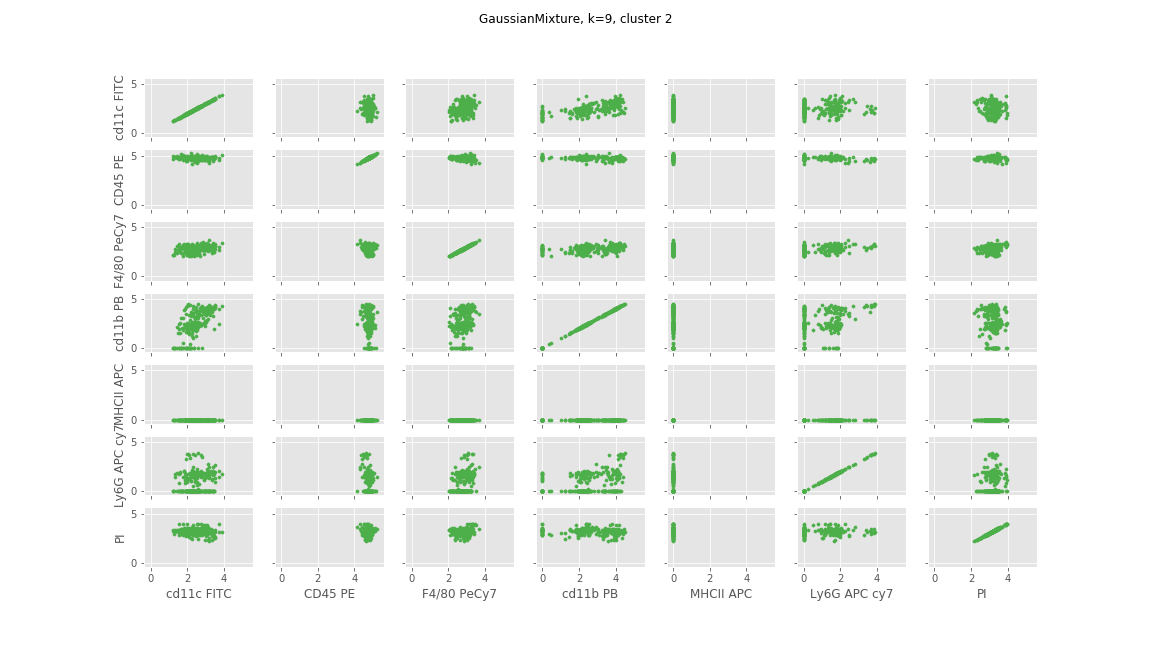 GaussianMixture, k=9, cluster 2
cd11c FITC
5
0
CD45 PE
5
0
F4/80 PeCy7
5
0
cd11b PB
5
0
MHCII APC
5
0
Ly6G APC cy7
5
0
PI
5
0
0 2 4 0 2 4 0 2 4 0 2 4 0 2 4 0 2 4 0 2 4
cd11c FITC CD45 PE F4/80 PeCy7 cd11b PB MHCII APC Ly6G APC cy7 PI